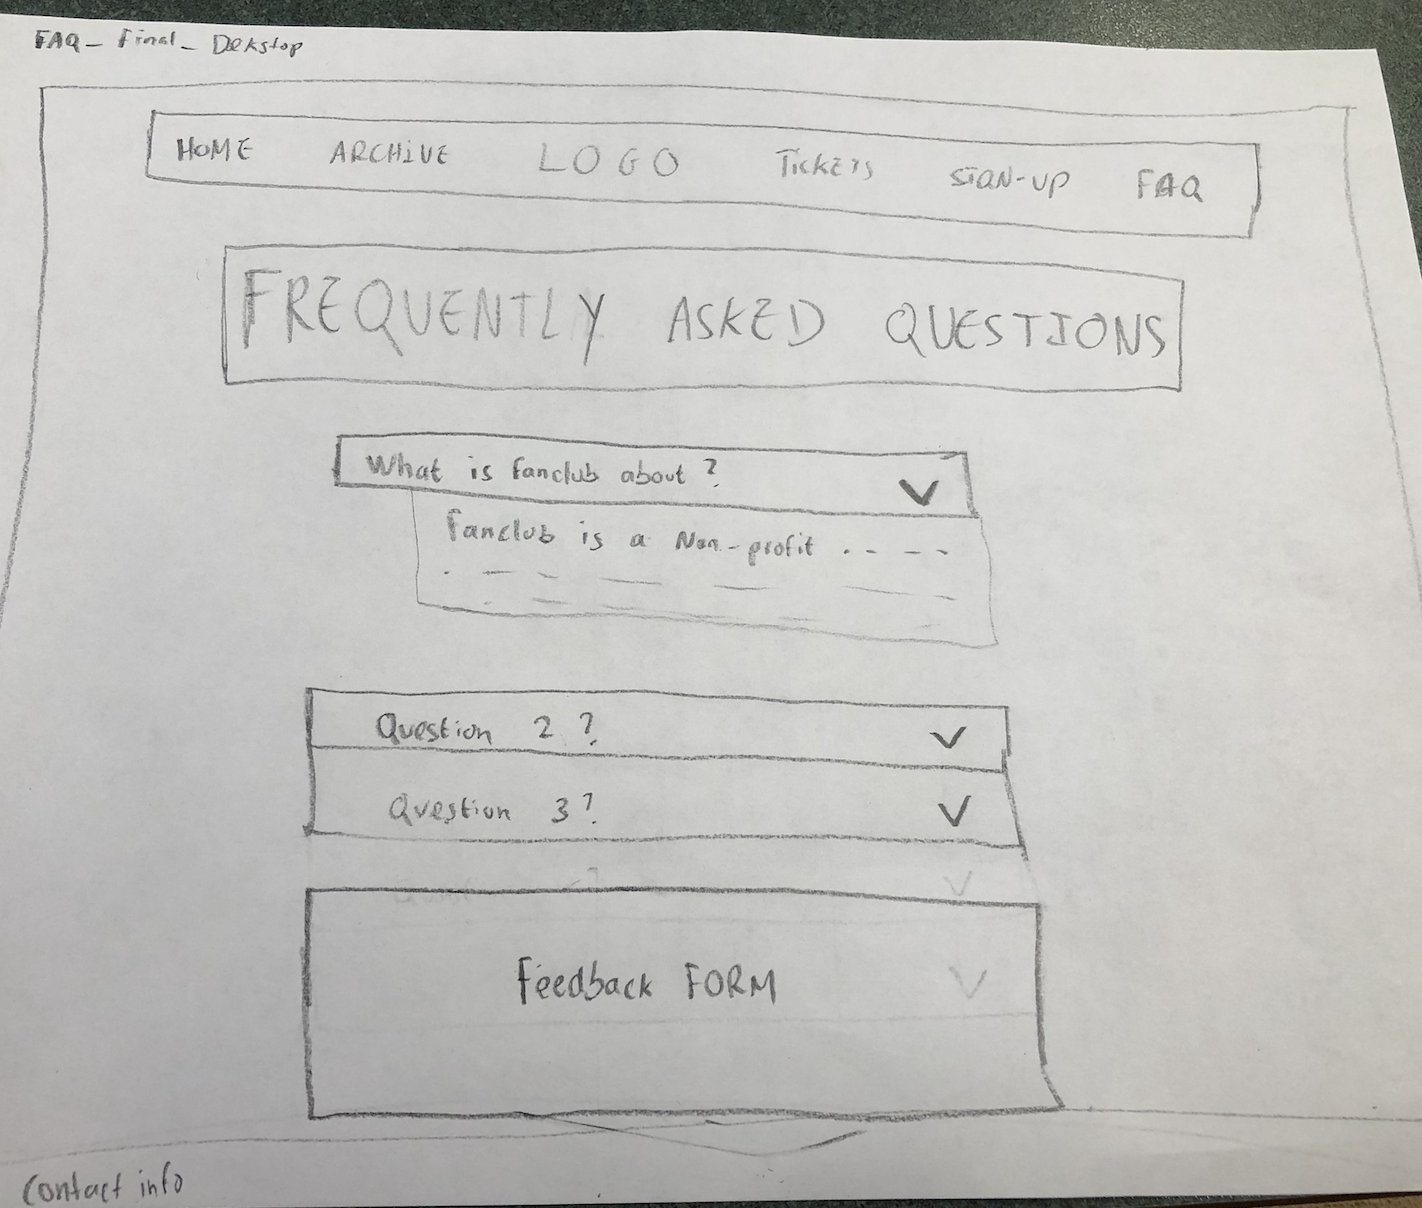 FAQ_ Final_ Dekstop
HOME ARCHIVE LOGO Tickets SIGN-UP FAQ
FREQUENTLY ASKED QUESTIONS
What is fanclub about ?
Fanclub is a Non-profit
Question 2 ?
Question 3 ?
Feedback FORM
Contact info